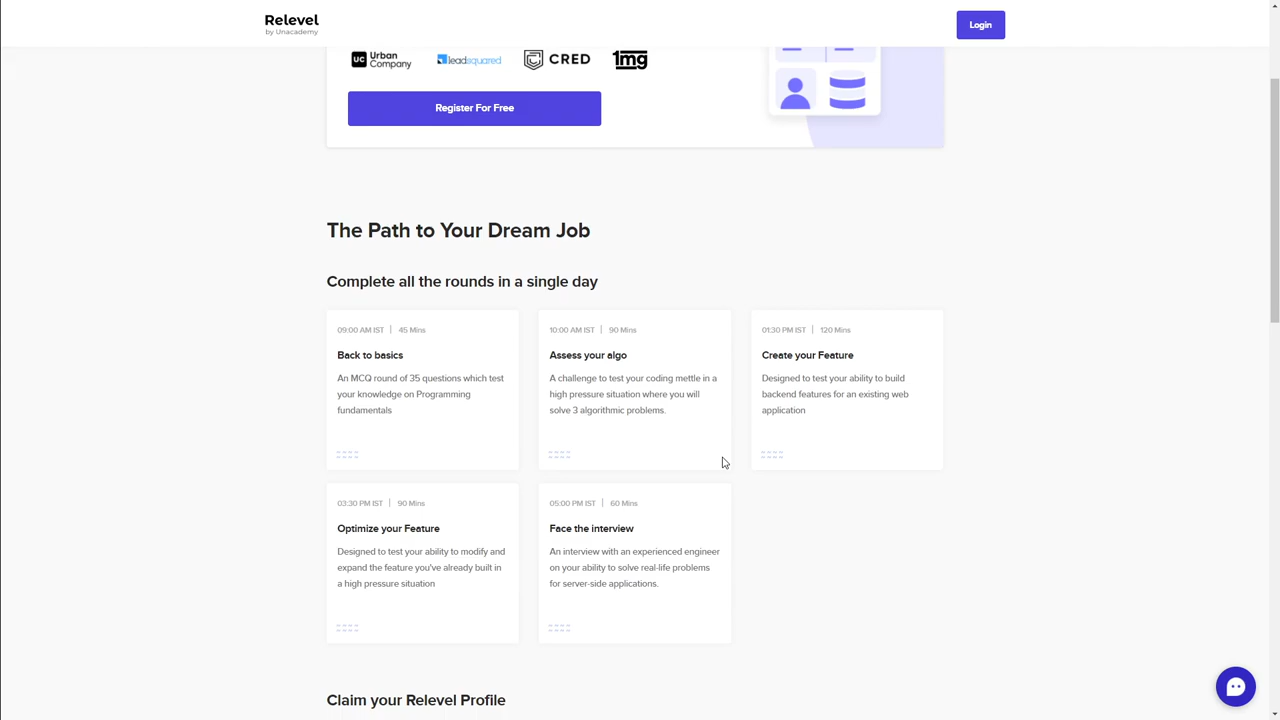 Relevel
by Unacademy
Login
UC Urban Company
leadsquared
CRED
1mg
Register For Free
The Path to Your Dream Job
Complete all the rounds in a single day
09:00 AM IST | 45 Mins
Back to basics
An MCQ round of 35 questions which test
your knowledge on Programming
fundamentals
10:00 AM IST | 90 Mins
Assess your algo
A challenge to test your coding mettle in a
high pressure situation where you will
solve 3 algorithmic problems.
01:30 PM IST | 120 Mins
Create your Feature
Designed to test your ability to build
backend features for an existing web
application
03:30 PM IST | 90 Mins
Optimize your Feature
Designed to test your ability to modify and
expand the feature you've already built in
a high pressure situation
05:00 PM IST | 60 Mins
Face the interview
An interview with an experienced engineer
on your ability to solve real-life problems
for server-side applications.
Claim your Relevel Profile